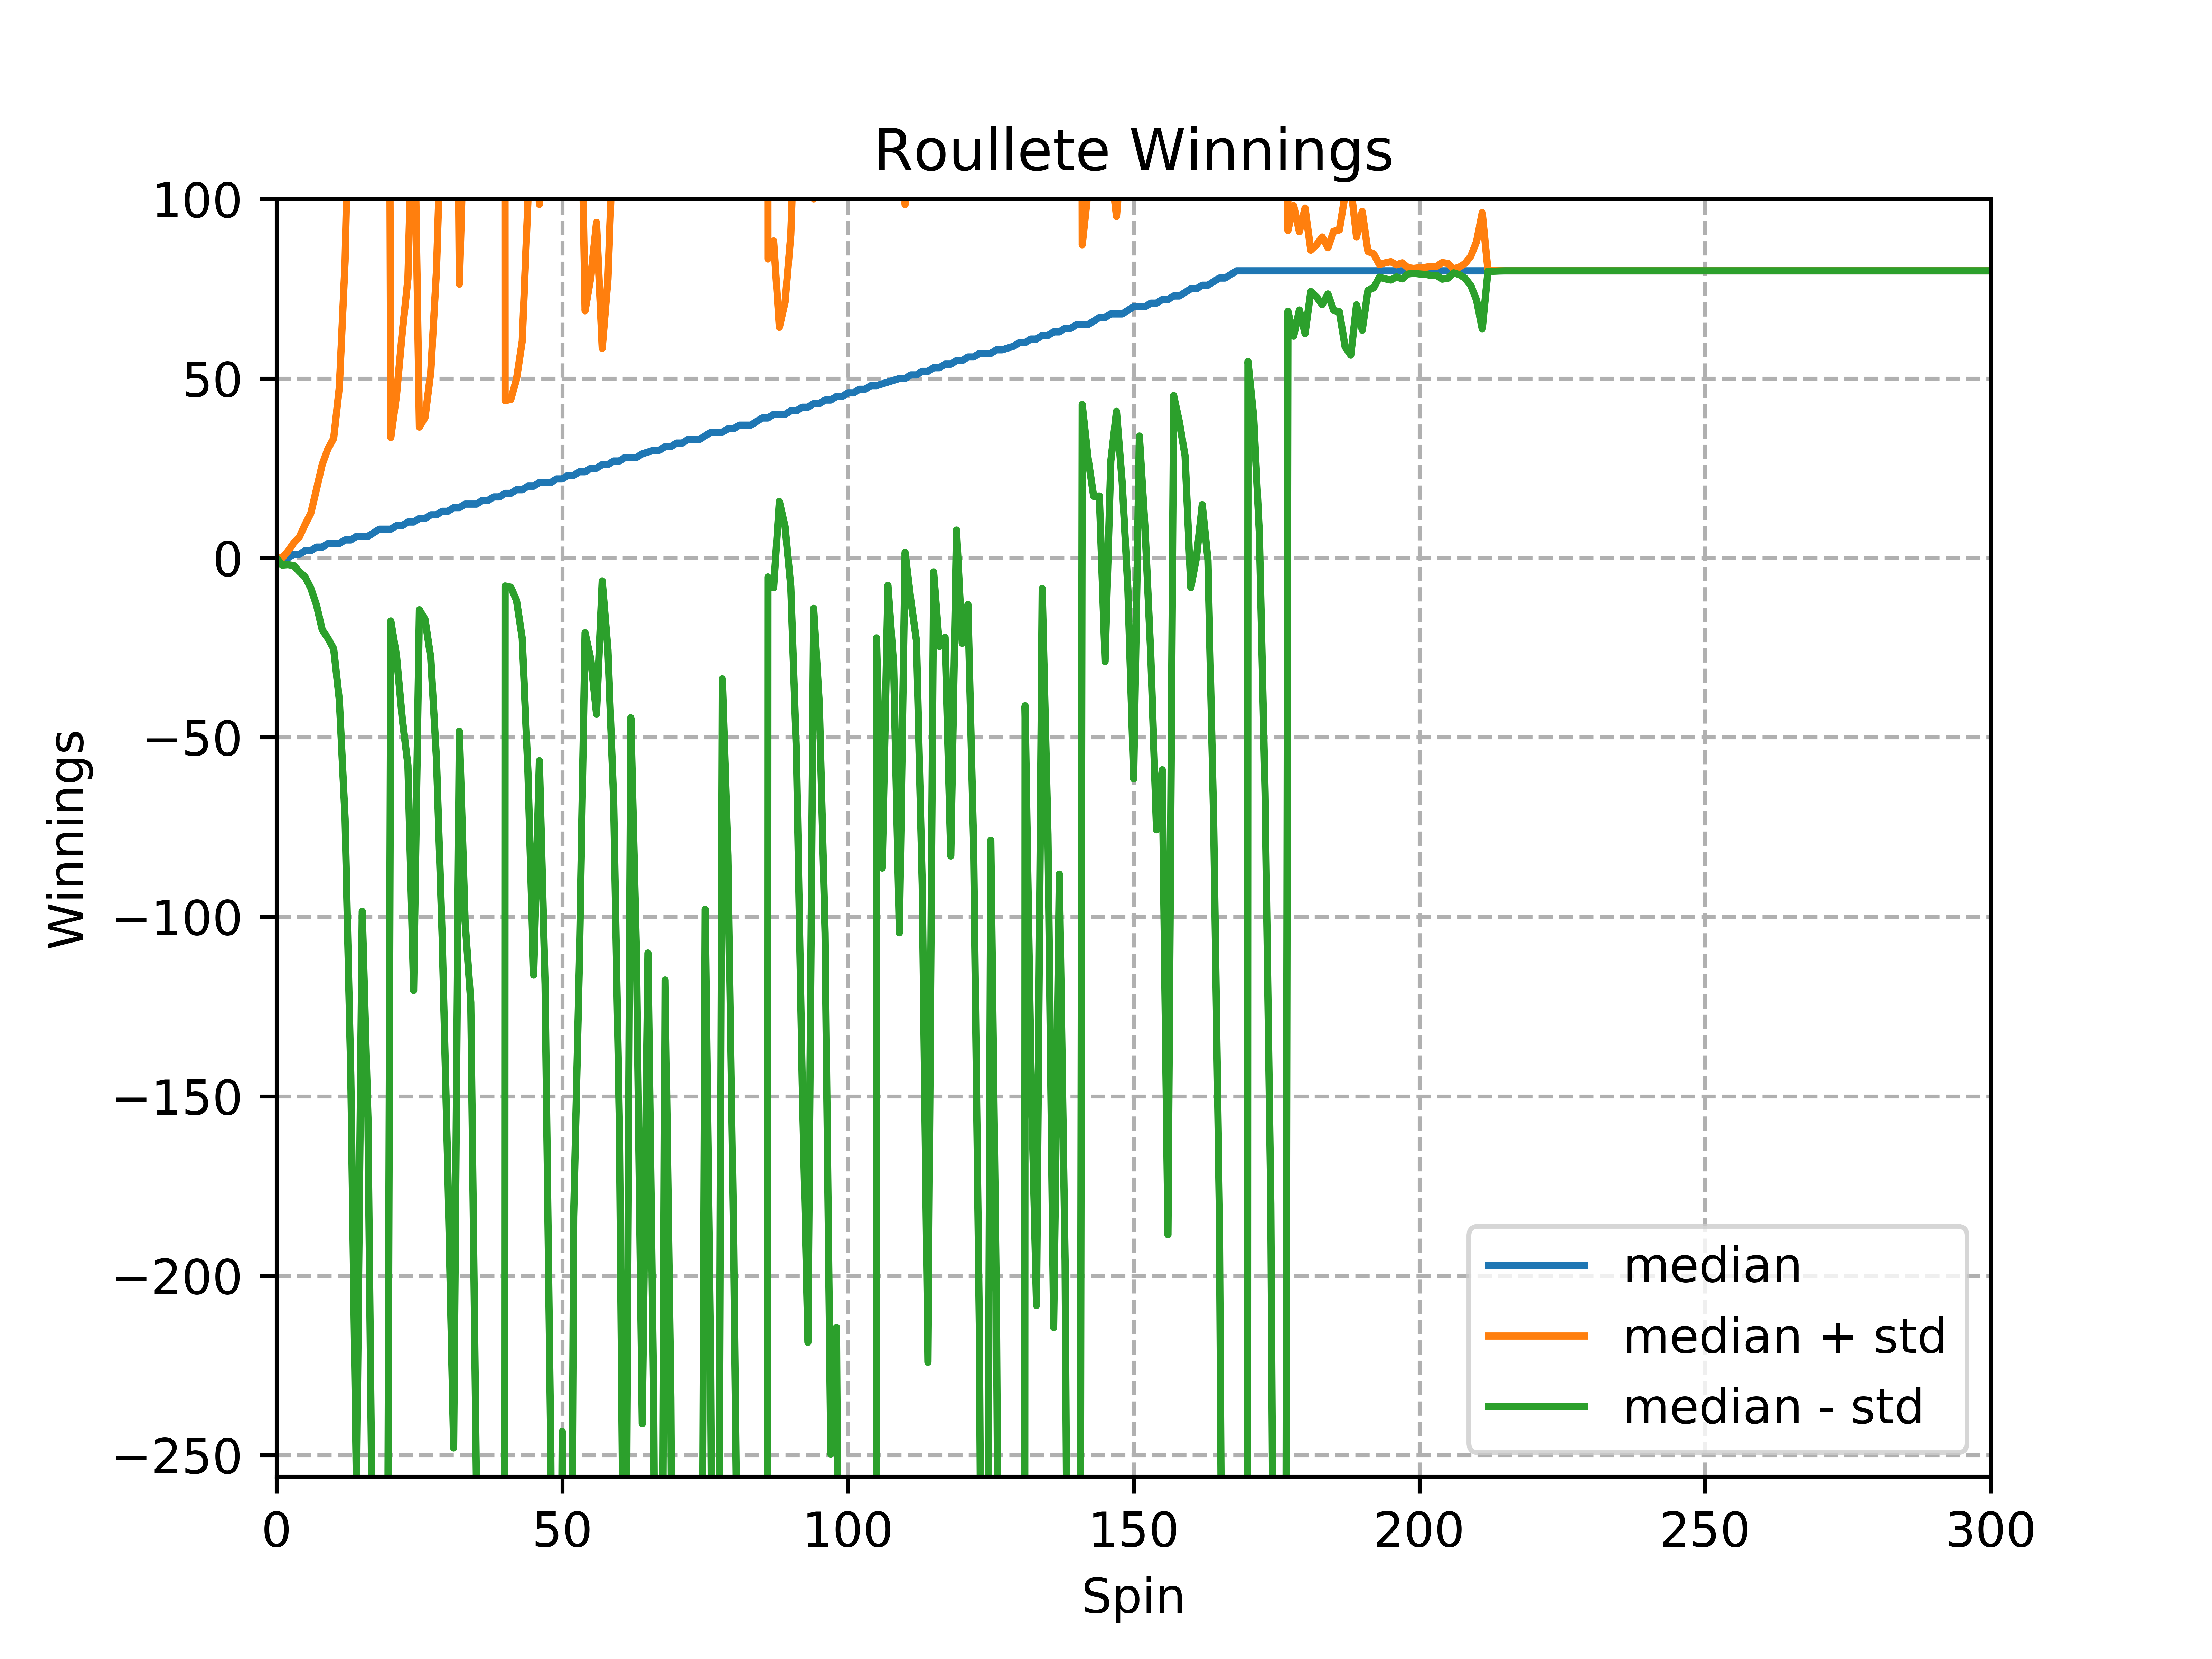 Roullete Winnings
100
50
0
−50
−100
−150
−200
−250
Winnings
0 50 100 150 200 250 300
Spin
median
median + std
median - std